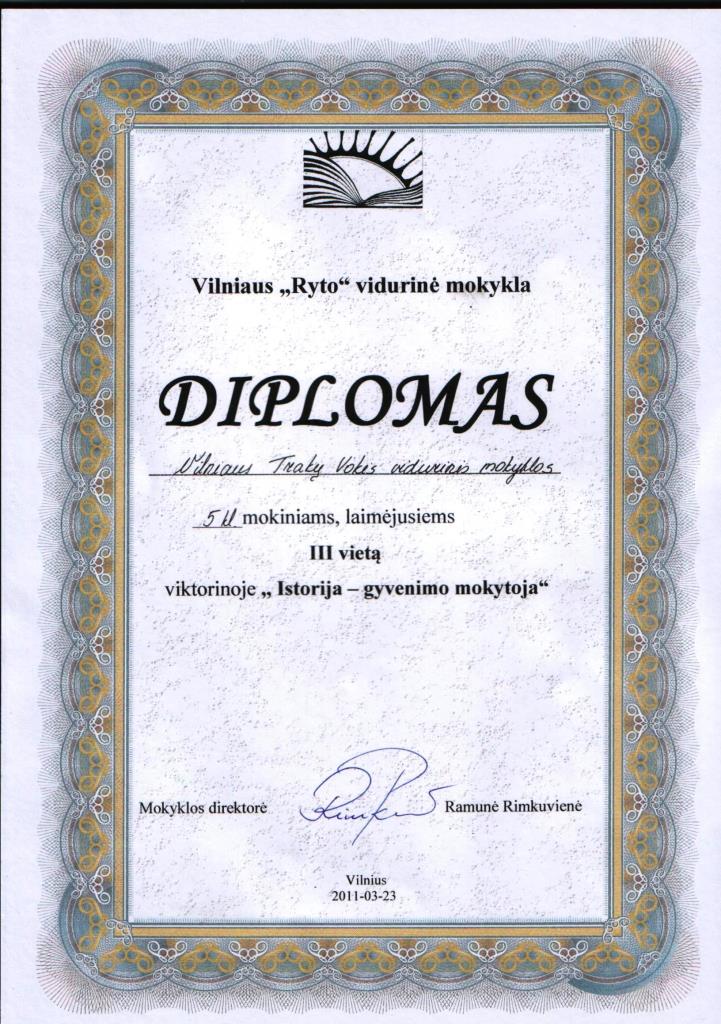 Vilniaus „Ryto“ vidurinė mokykla
DIPLOMAS
Vilniaus Trakų Vokės vidurinės mokyklos
5 kl mokiniams, laimėjusiems
III vietą
viktorinoje „ Istorija – gyvenimo mokytoja“
Mokyklos direktorė Ramunė Rimkuvienė
Vilnius
2011-03-23